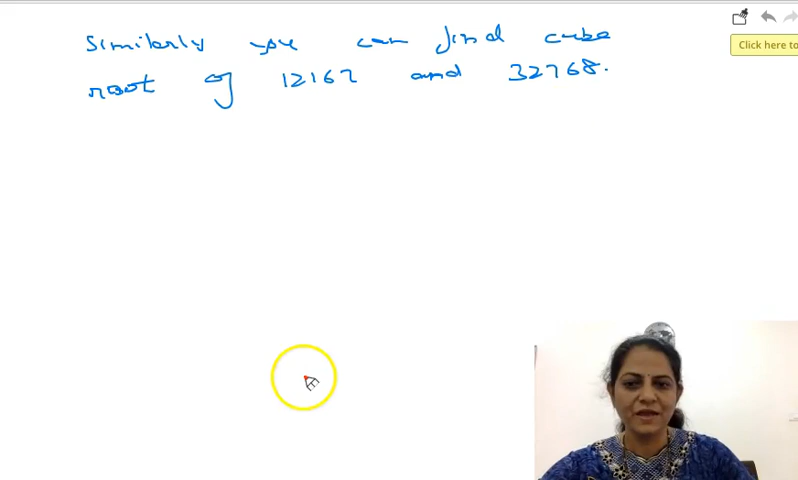 Similarly you can find cube
root of 12167 and 32768.
Click here to